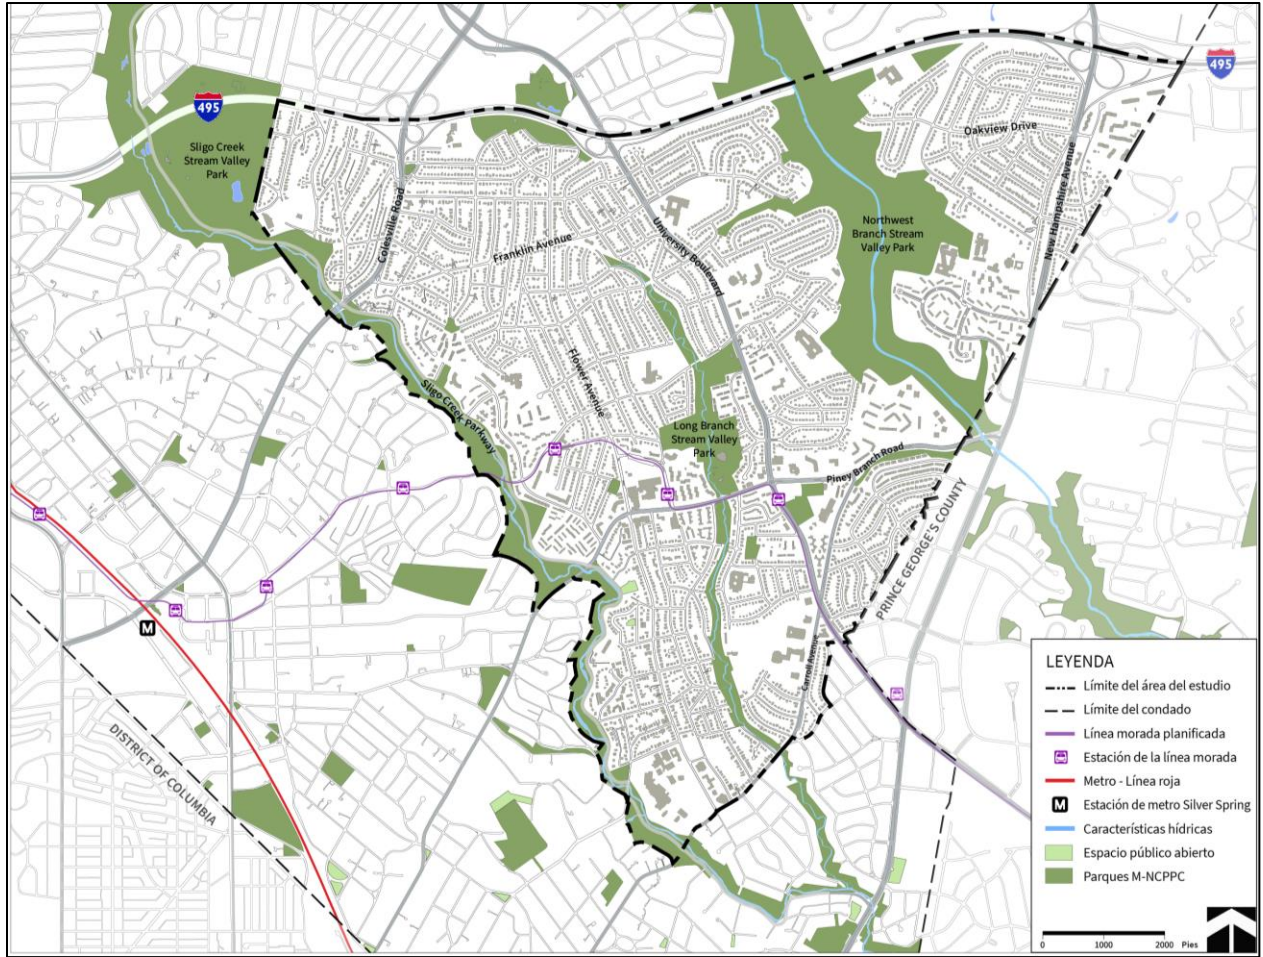 495
495
Sligo Creek
Stream Valley
Park
Oakview Drive
Colesville Road
New Hampshire Avenue
Northwest
Branch Stream
Valley Park
Franklin Avenue
University Boulevard
Flower Avenue
Sligo Creek Parkway
Long Branch
Stream Valley
Park
Piney Branch Road
PRINCE GEORGE'S COUNTY
M
Carroll Avenue
DISTRICT OF COLUMBIA
LEYENDA
Límite del área del estudio
Límite del condado
Línea morada planificada
Estación de la línea morada
Metro - Línea roja
M Estación de metro Silver Spring
Características hídricas
Espacio público abierto
Parques M-NCPPC
0 1000 2000 Pies